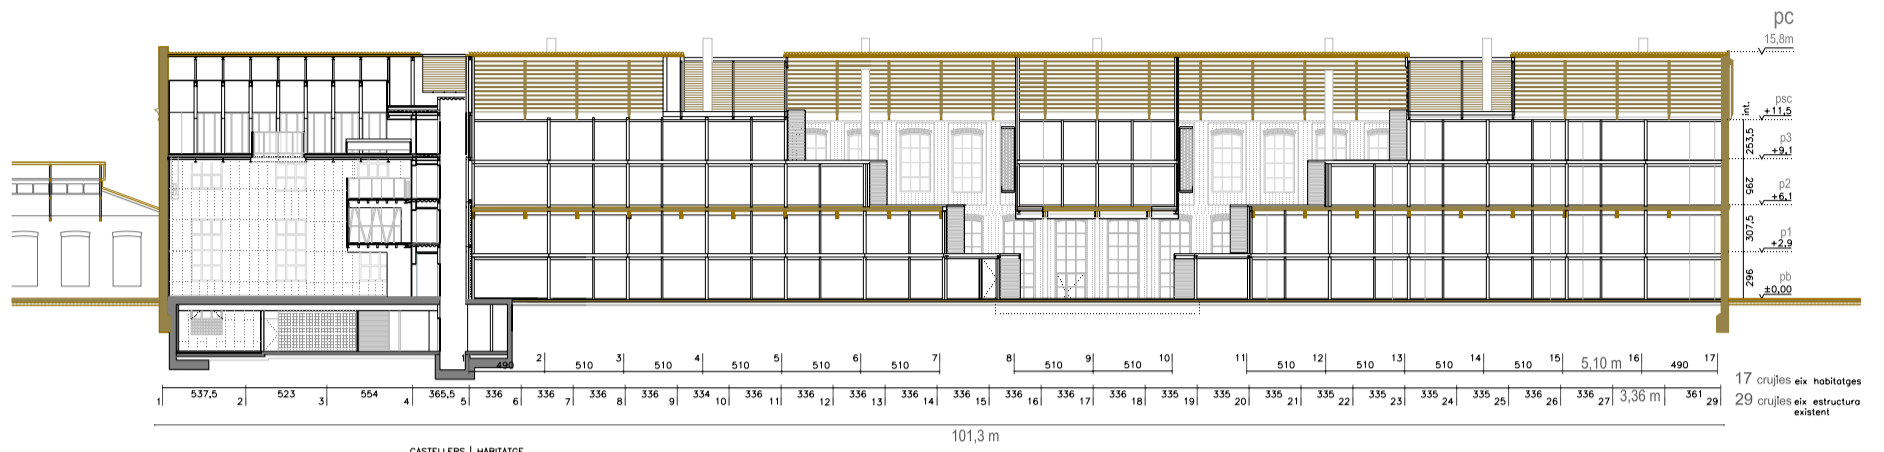 pc
15,8m
int.
psc
+11,5
253,5
p3
+9,1
295
p2
+6,1
307,5
p1
+2,9
296
pb
±0,00
1 2 3 4 5 6 7 8 9 10 11 12 13 14 15 16 17
490 510 510 510 510 510 510 510 510 510 510 510 5,10 m 490
17 crujies eix habitatges
537,5 523 554 365,5 336 336 336 336 334 336 336 336 336 336 336 336 336 335 335 335 335 335 335 335 336 336 3,36 m 361
1 2 3 4 5 6 7 8 9 10 11 12 13 14 15 16 17 18 19 20 21 22 23 24 25 26 27 29
29 crujies eix estructura
existent
101,3 m
CASTELLERS | HABITATGE